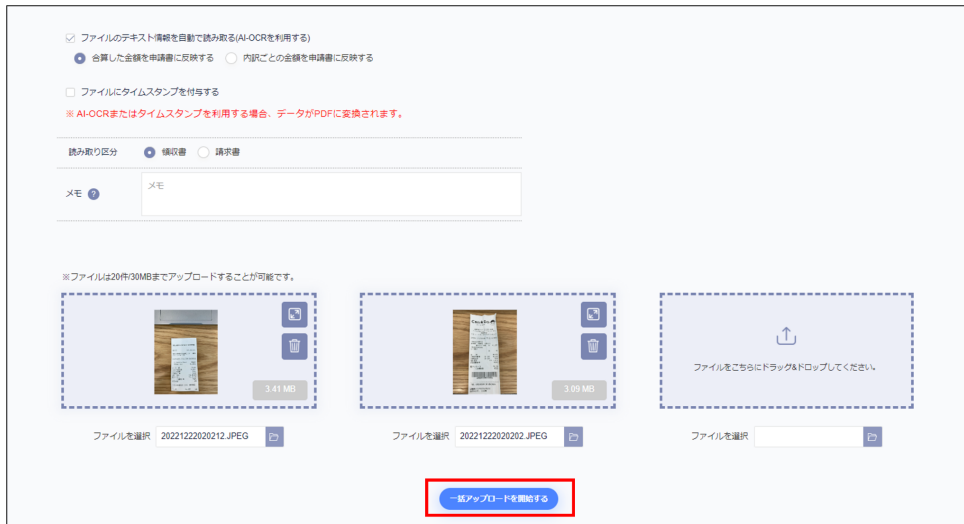 ファイルのテキスト情報を自動で読み取る(AI-OCRを利用する)
合算した金額を申請書に反映する 内訳ごとの金額を申請書に反映する
ファイルにタイムスタンプを付与する
※ AI-OCRまたはタイムスタンプを利用する場合、データがPDFに変換されます。
読み取り区分 領収書 請求書
メモ ? メモ
※ファイルは20件/30MBまでアップロードすることが可能です。
3.41 MB 3.09 MB
ファイルをこちらにドラッグ&ドロップしてください。
ファイルを選択 20221222020212.JPEG ファイルを選択 20221222020202.JPEG ファイルを選択
一括アップロードを開始する